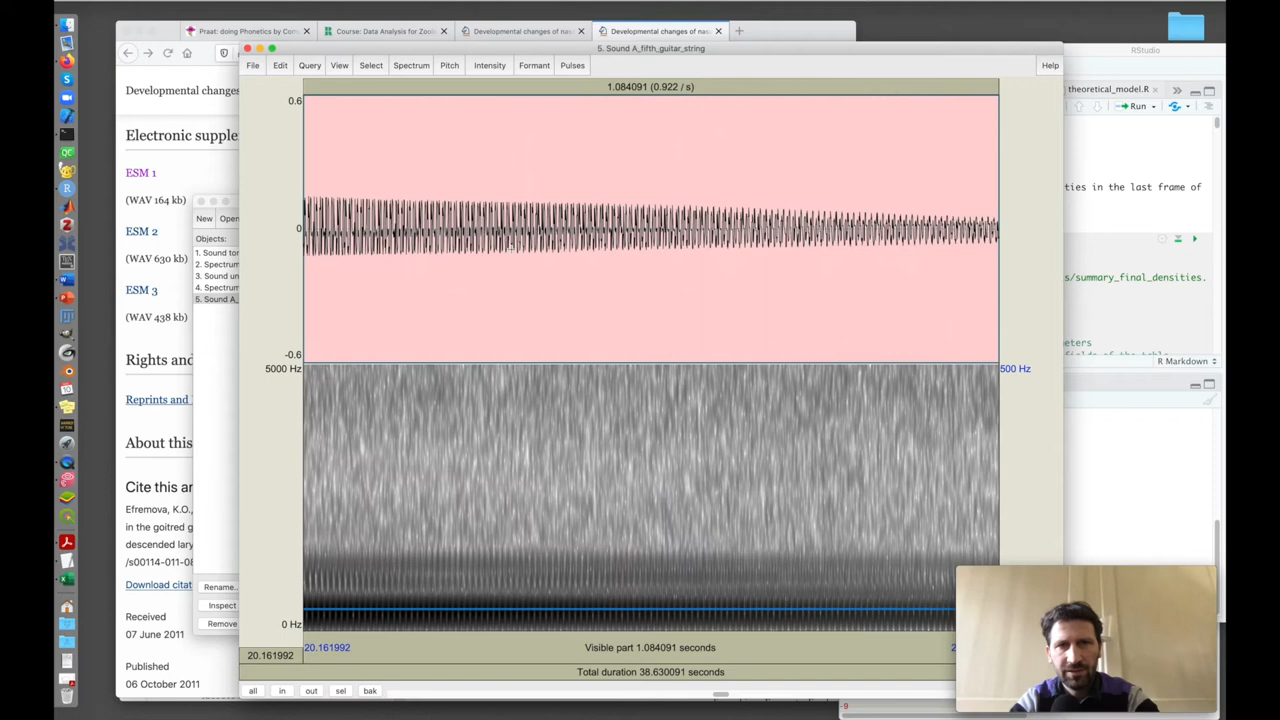 Praat: doing Phonetics by Com
Course: Data Analysis for Zool
Developmental changes of nas
Developmental changes of nas
RStudio
5. Sound A_fifth_guitar_string
File Edit Query View Select Spectrum Pitch Intensity Formant Pulses Help
Developmental changes
1.084091 (0.922 / s)
theoretical_model.R
Run
0.6
Electronic supple
ESM 1
ties in the last frame of
(WAV 164 kb)
New Open
ESM 2
0
Objects:
1. Sound tor
(WAV 630 kb)
2. Spectrum
3. Sound un
s/summary_final_densities.
ESM 3
4. Spectrum
5. Sound A_
(WAV 438 kb)
meters
-0.6
Rights and
R Markdown
5000 Hz
500 Hz
Reprints and
About this
Cite this ar
Efremova, K.O.,
in the goitred g
descended lary
/s00114-011-08
Download citat
Rename..
Received
Inspect
Remove
0 Hz
07 June 2011
20.161992
Visible part 1.084091 seconds
20.161992
Published
Total duration 38.630091 seconds
06 October 2011
all in out sel bak
-9